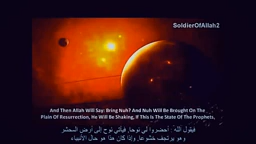 SoldierOfAllah2
And Then Allah Will Say: Bring Nuh? And Nuh Will Be Brought On The
Plain Of Resurrection, He Will Be Shaking, If This Is The State Of The Prophets,
فيقول الله : أحضروا لي نوحا, فيأتي نوح إلى أرض المحشر
وهو يرتجف خشوعا, وإذا كان هذا هو حال الأنبياء